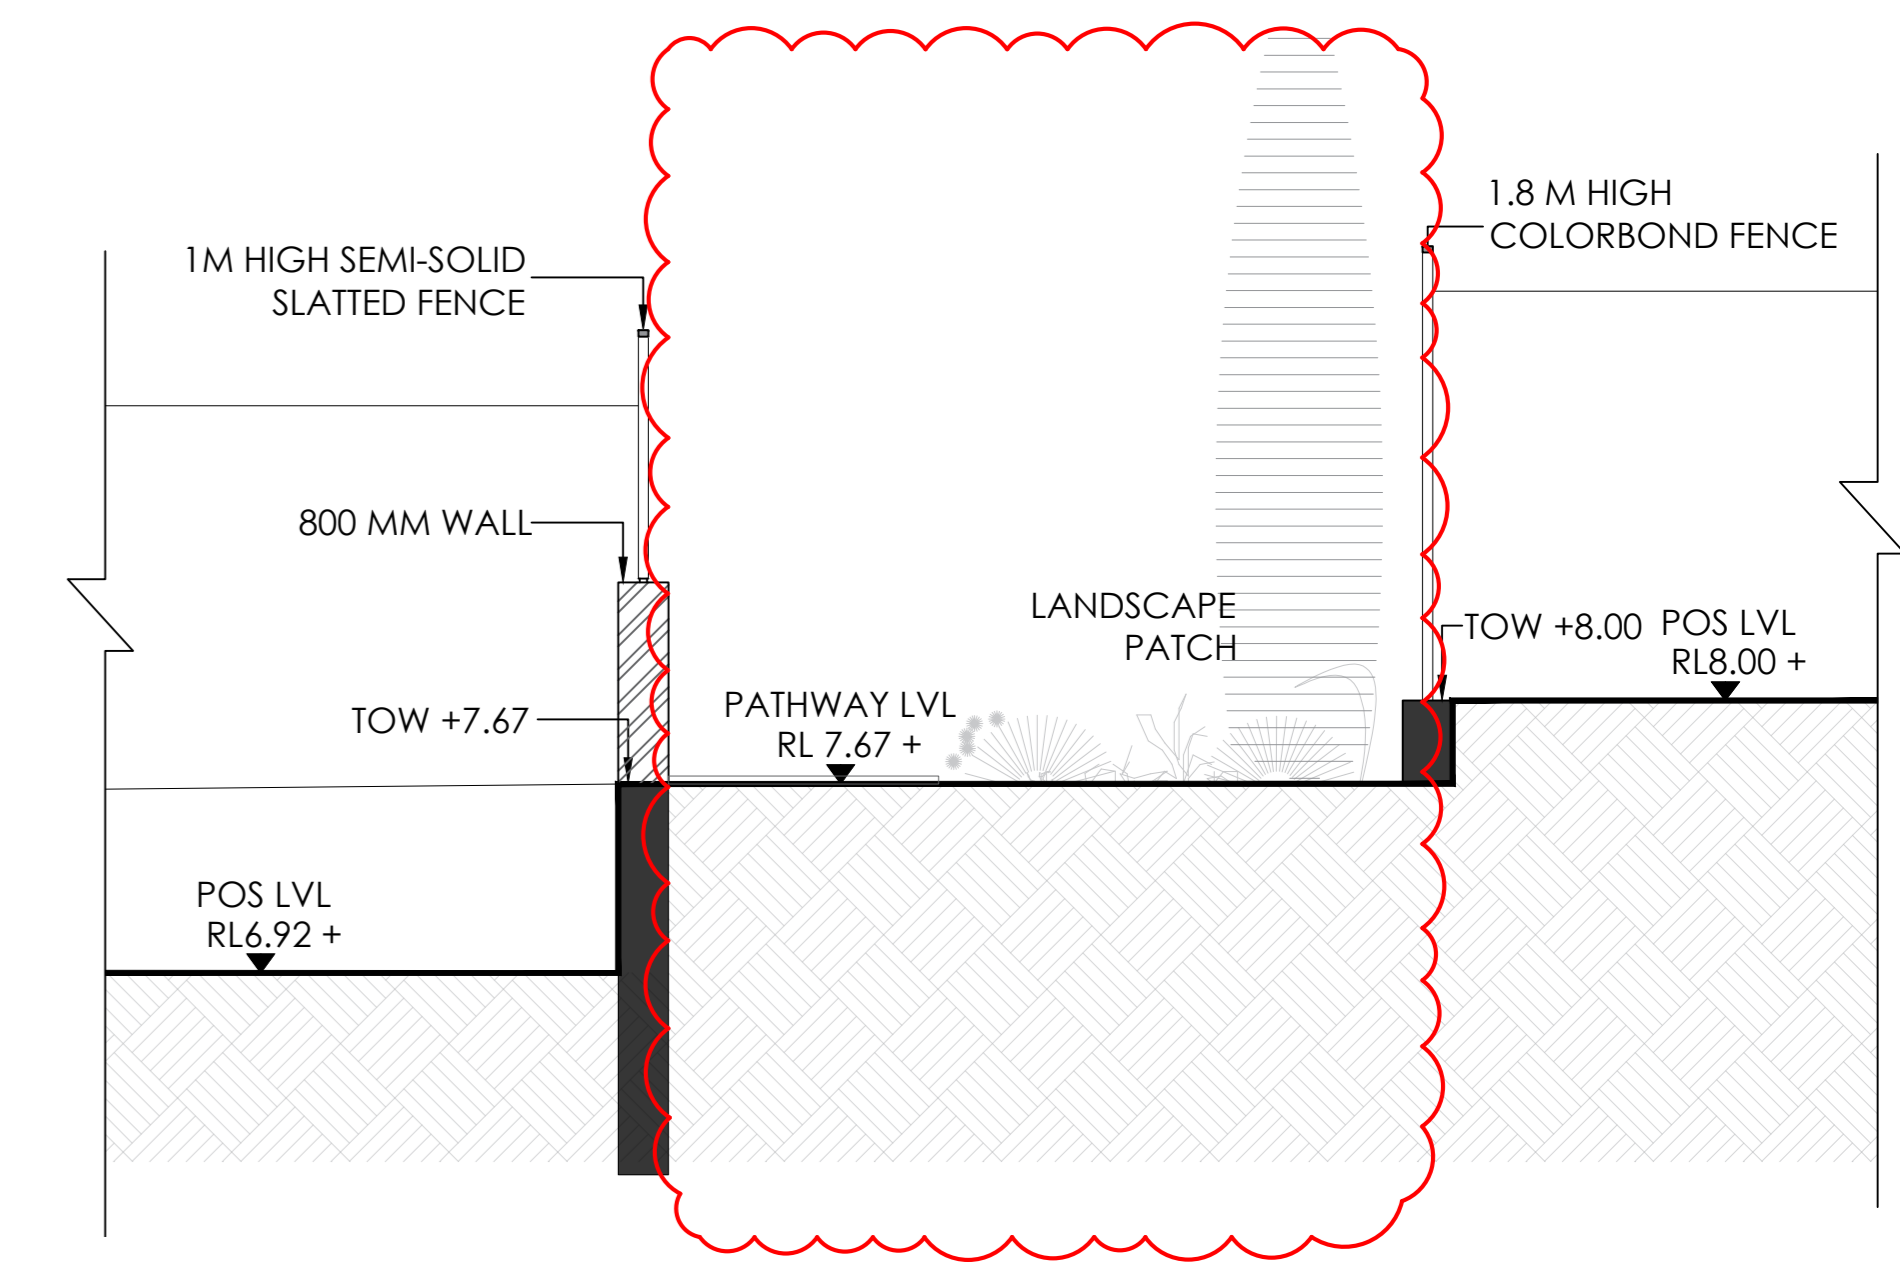 1.8 M HIGH
COLORBOND FENCE
1M HIGH SEMI-SOLID
SLATTED FENCE
800 MM WALL
LANDSCAPE
PATCH
TOW +8.00
POS LVL
RL8.00 +
TOW +7.67
PATHWAY LVL
RL 7.67 +
POS LVL
RL6.92 +